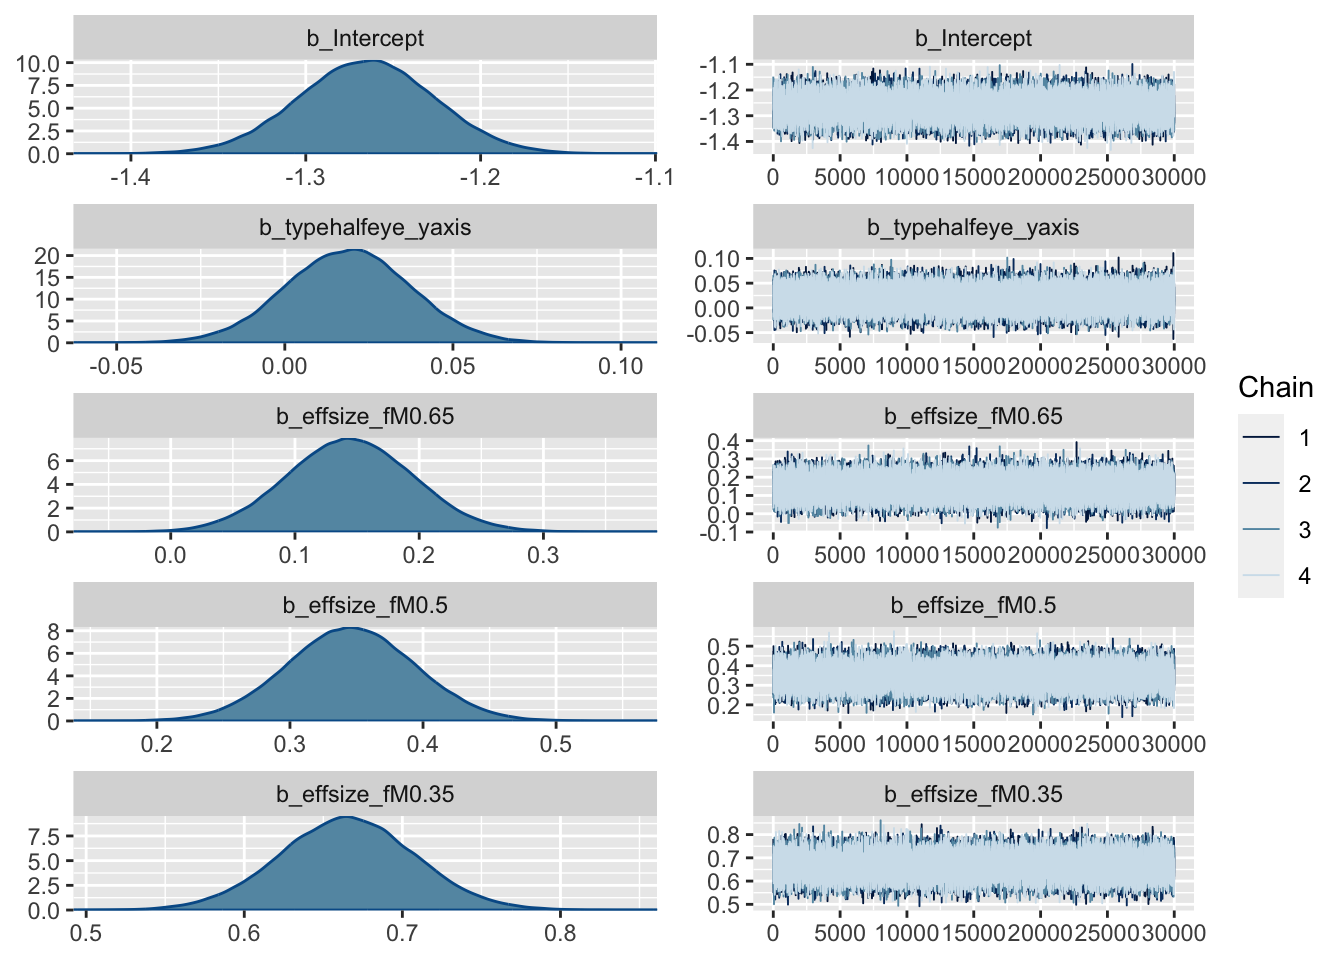 b_Intercept
10.0
7.5
5.0
2.5
0.0
-1.4 -1.3 -1.2 -1.1
b_Intercept
-1.1
-1.2
-1.3
-1.4
0 5000 10000 15000 20000 25000 30000
b_typehalfeye_yaxis
20
15
10
5
0
-0.05 0.00 0.05 0.10
b_typehalfeye_yaxis
0.10
0.05
0.00
-0.05
0 5000 10000 15000 20000 25000 30000
b_effsize_fM0.65
6
4
2
0
0.0 0.1 0.2 0.3
b_effsize_fM0.65
0.4
0.3
0.2
0.1
0.0
-0.1
0 5000 10000 15000 20000 25000 30000
b_effsize_fM0.5
8
6
4
2
0
0.2 0.3 0.4 0.5
b_effsize_fM0.5
0.5
0.4
0.3
0.2
0 5000 10000 15000 20000 25000 30000
b_effsize_fM0.35
7.5
5.0
2.5
0.0
0.5 0.6 0.7 0.8
b_effsize_fM0.35
0.8
0.7
0.6
0.5
0 5000 10000 15000 20000 25000 30000
Chain
1
2
3
4